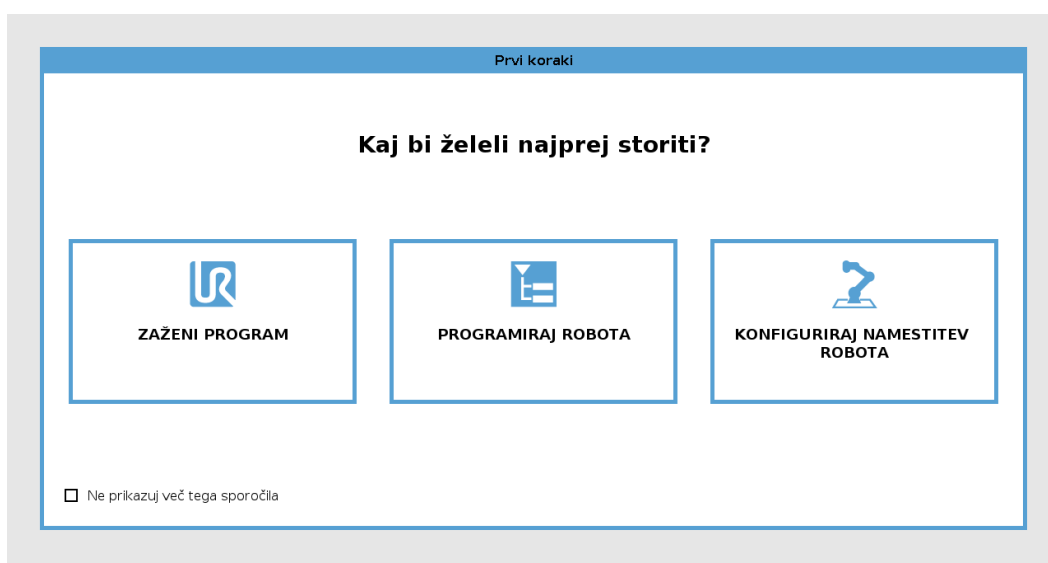 Prvi koraki
Kaj bi želeli najprej storiti?
ZAŽENI PROGRAM
PROGRAMIRAJ ROBOTA
KONFIGURIRAJ NAMESTITEV
ROBOTA
Ne prikazuj več tega sporočila